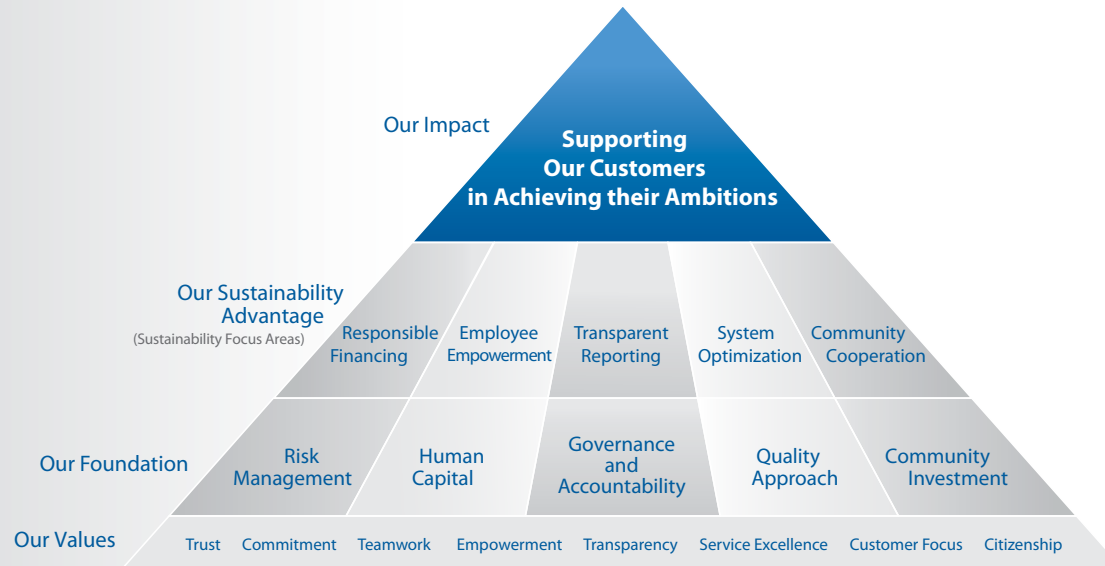 Our Impact
Supporting
Our Customers
in Achieving their Ambitions
Our Sustainability
Advantage
(Sustainability Focus Areas)
Responsible
Financing
Employee
Empowerment
Transparent
Reporting
System
Optimization
Community
Cooperation
Our Foundation
Risk
Management
Human
Capital
Governance
and
Accountability
Quality
Approach
Community
Investment
Our Values
Trust Commitment Teamwork Empowerment Transparency Service Excellence Customer Focus Citizenship